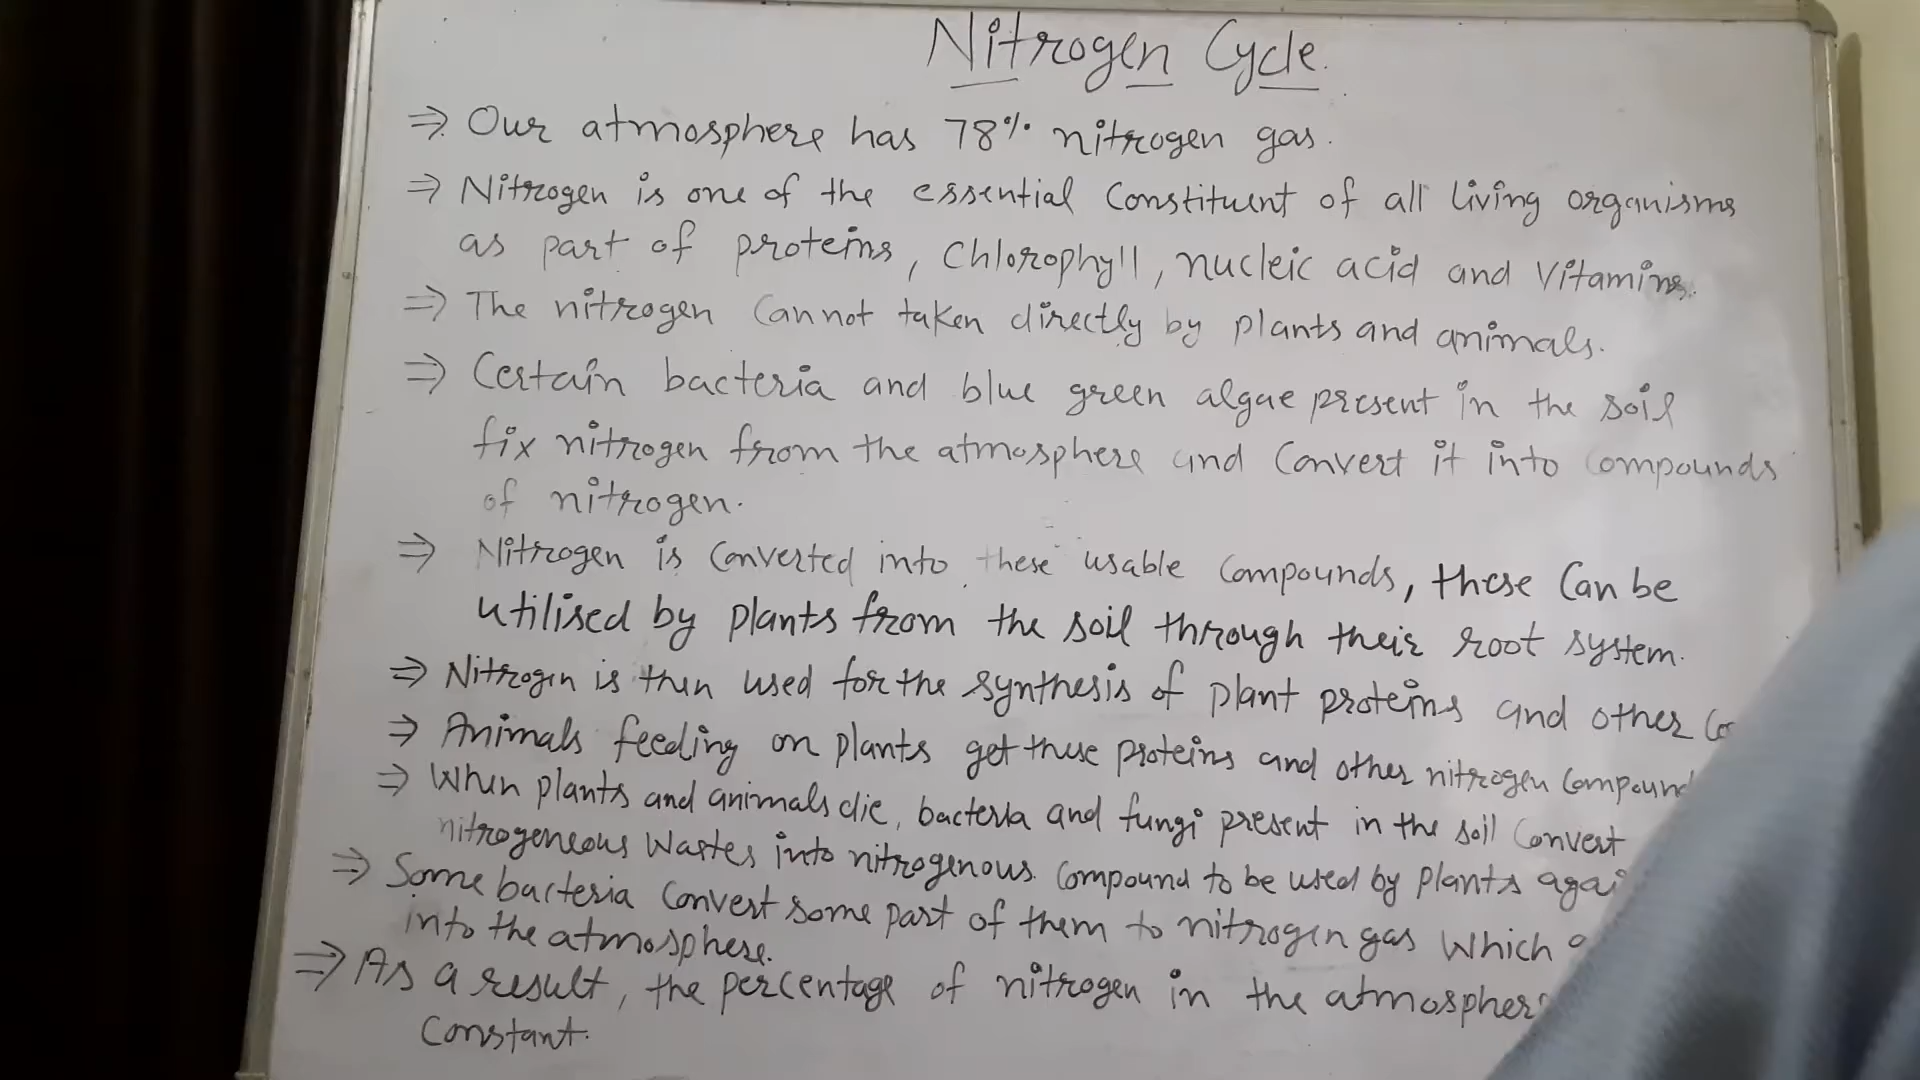 Nitrogen Cycle.
⇒ Our atmosphere has 78% nitrogen gas.
⇒ Nitrogen is one of the essential Constituent of all living organisms
as part of proteins, Chlorophyll, nucleic acid and Vitamins.
⇒ The nitrogen Cannot taken directly by plants and animals.
⇒ Certain bacteria and blue green algae present in the soil
fix nitrogen from the atmosphere and Convert it into Compounds
of nitrogen.
⇒ Nitrogen is Converted into these usable Compounds, these Can be
utilised by plants from the soil through their root system.
⇒ Nitrogen is then used for the synthesis of plant proteins and other
⇒ Animals feeding on plants get these proteins and other nitrogen
⇒ When plants and animals die, bacteria and fungi present in the soil Convert
nitrogeneous Wastes into nitrogenous Compound to be used by plants
⇒ Some bacteria Convert some part of them to nitrogen gas Which
into the atmosphere.
⇒ As a result, the percentage of nitrogen in the
Constant.